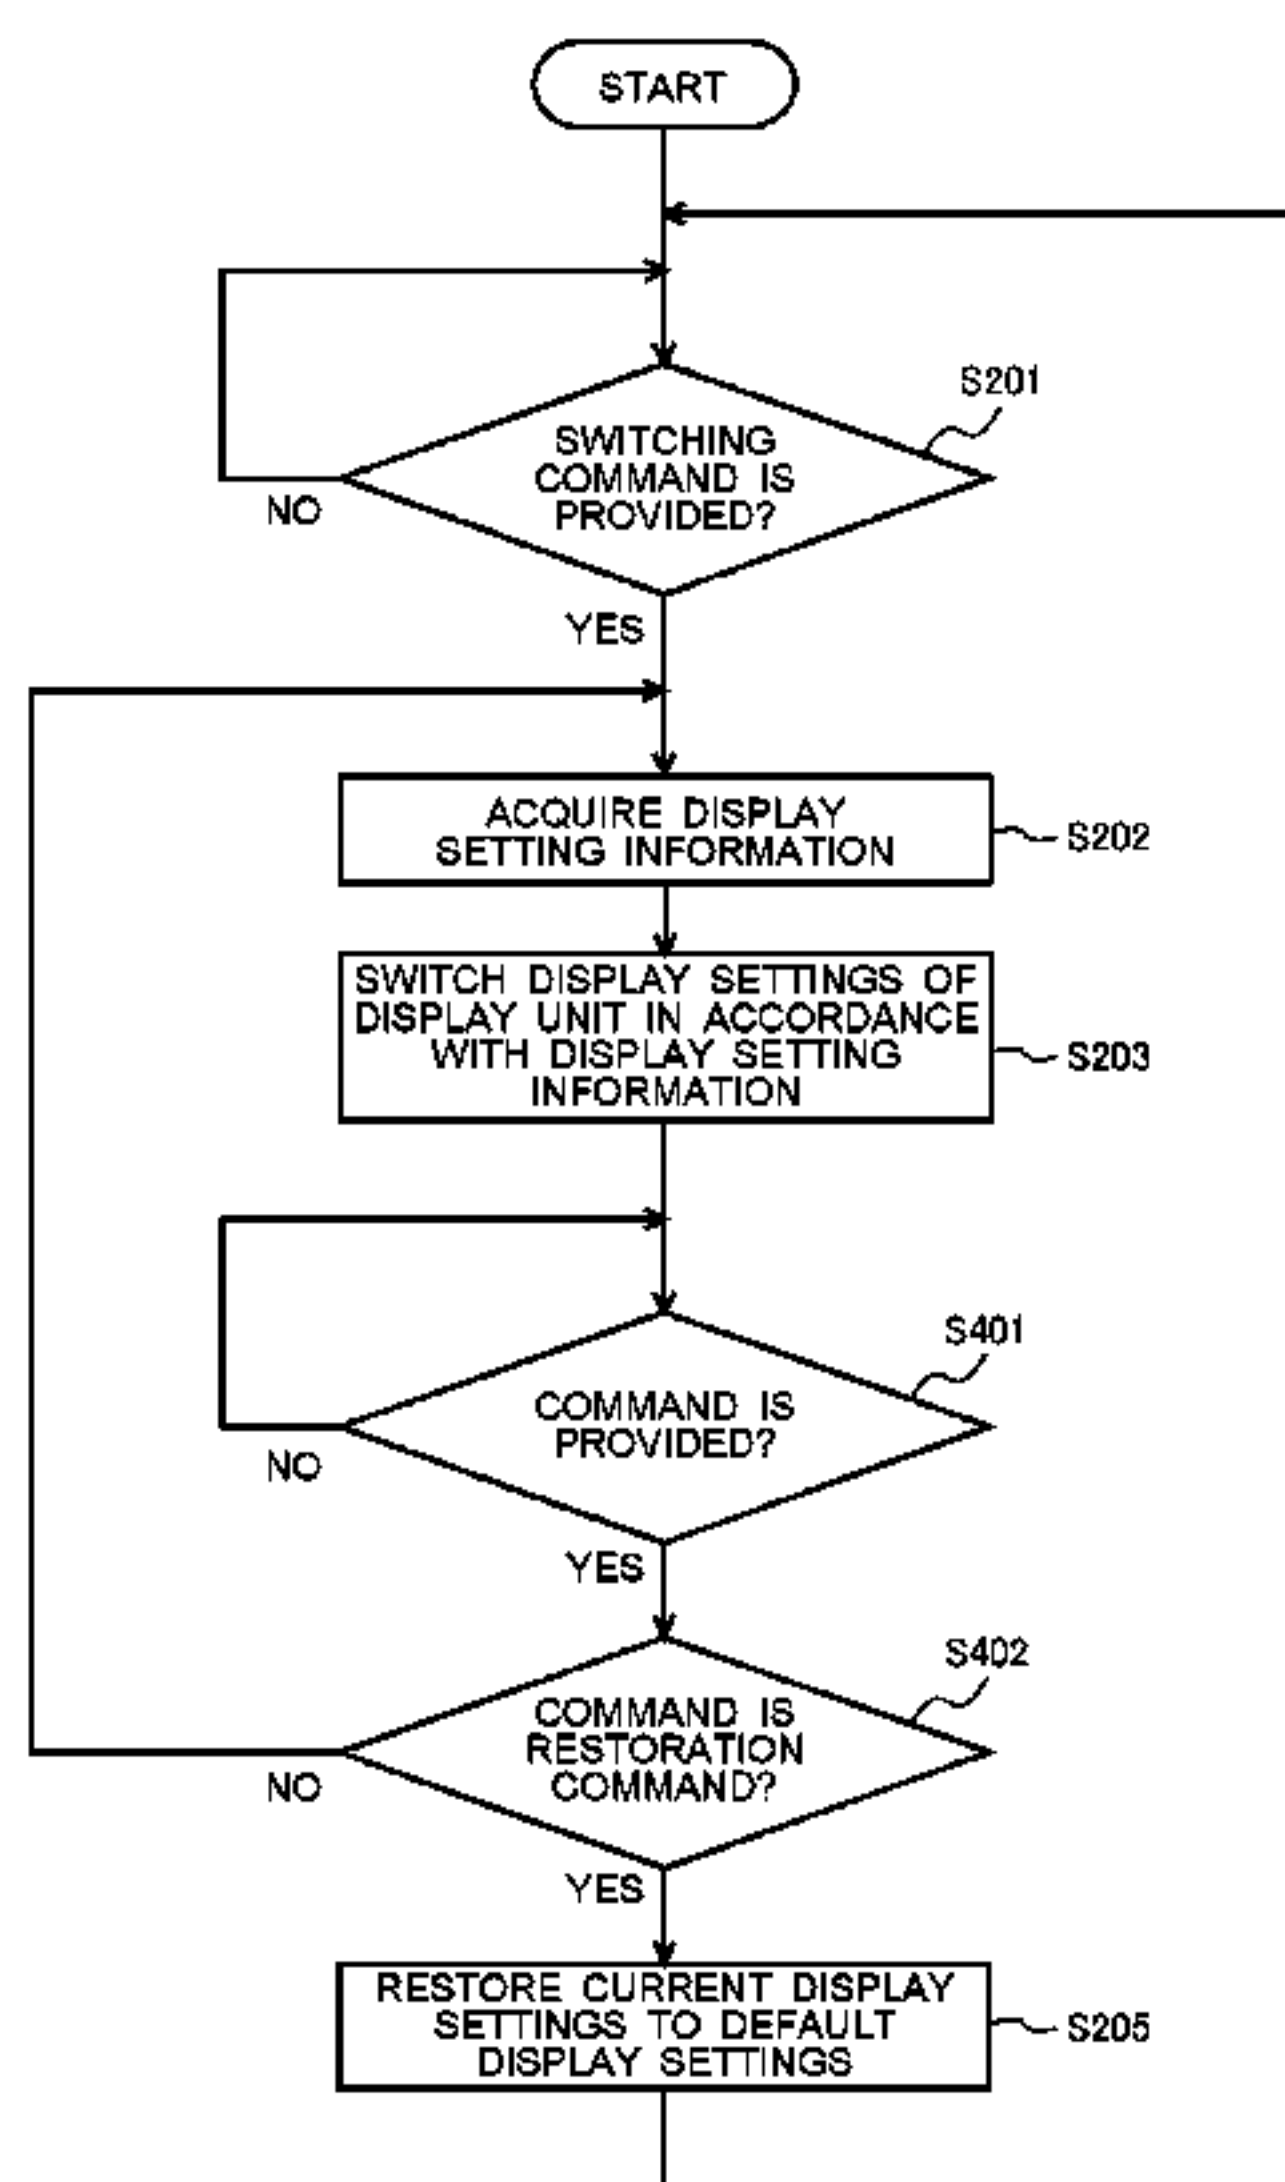 START
S201
SWITCHING
COMMAND IS
PROVIDED?
NO
YES
ACQUIRE DISPLAY
SETTING INFORMATION
S202
SWITCH DISPLAY SETTINGS OF
DISPLAY UNIT IN ACCORDANCE
WITH DISPLAY SETTING
INFORMATION
S203
S401
COMMAND IS
PROVIDED?
NO
YES
S402
COMMAND IS
RESTORATION
COMMAND?
NO
YES
RESTORE CURRENT DISPLAY
SETTINGS TO DEFAULT
DISPLAY SETTINGS
S205